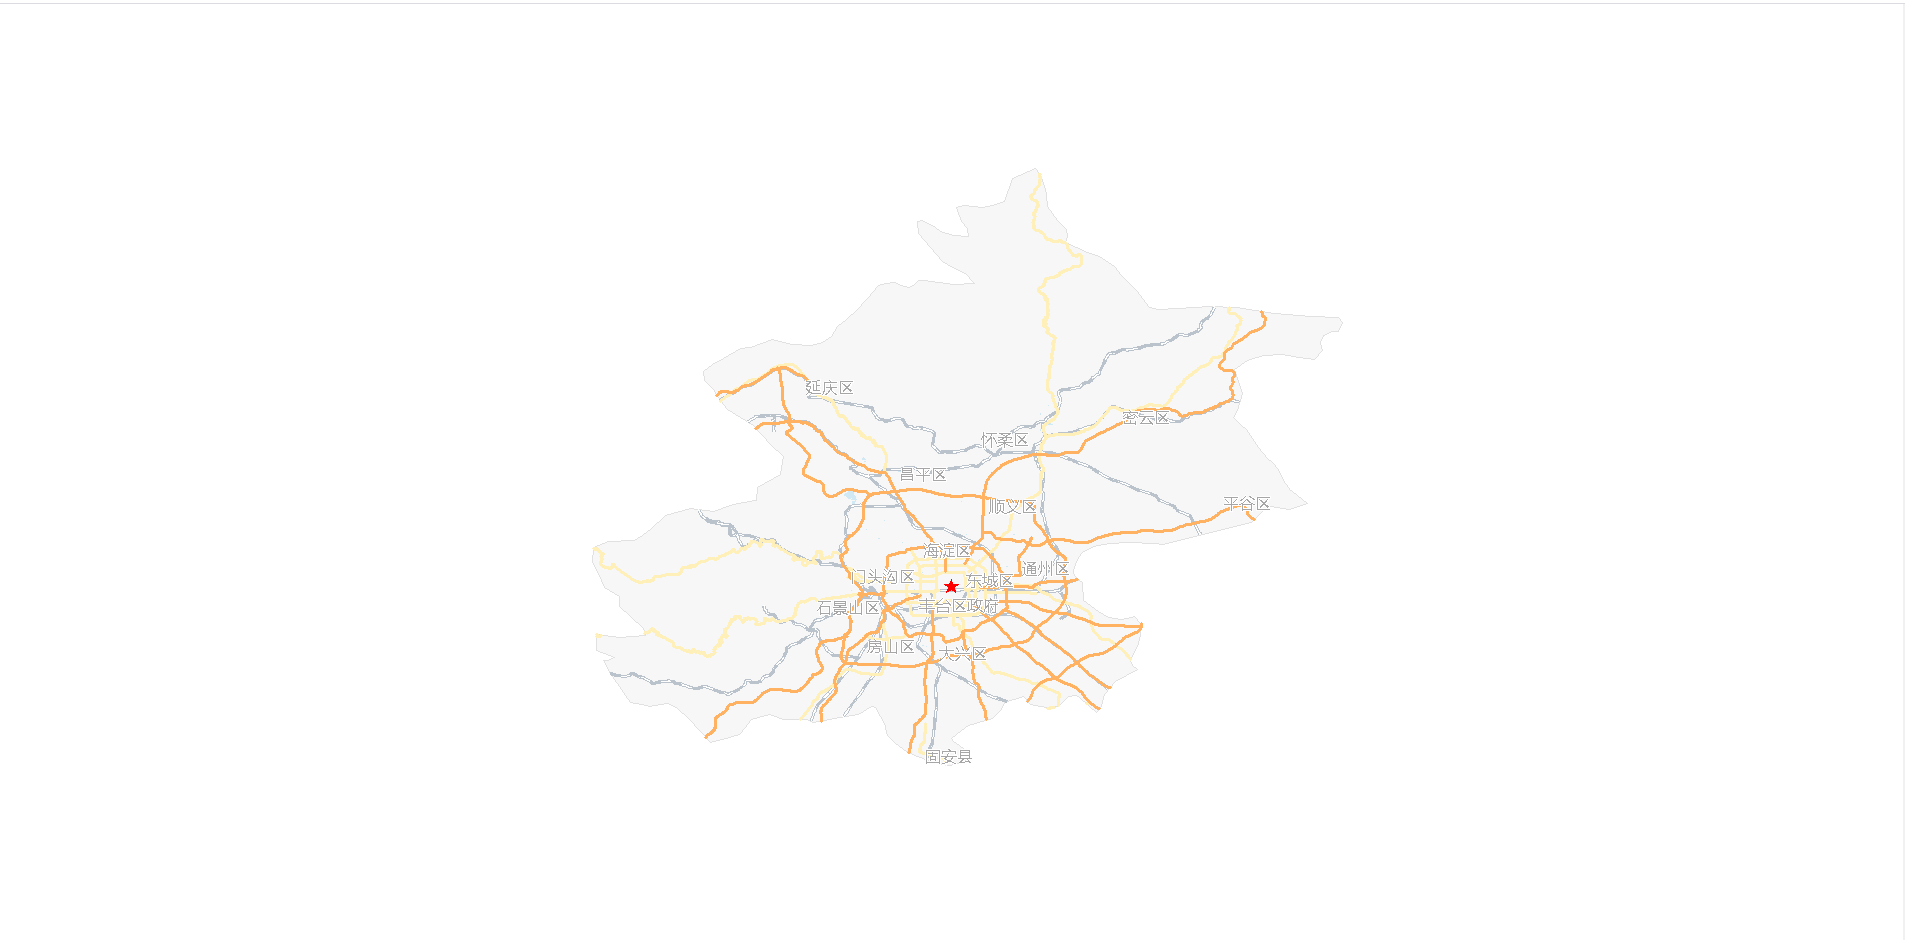 延庆区
密云区
怀柔区
昌平区
平谷区
顺义区
海淀区
通州区
门头沟区
东城区
石景山区
丰台区政府
房山区
大兴区
固安县